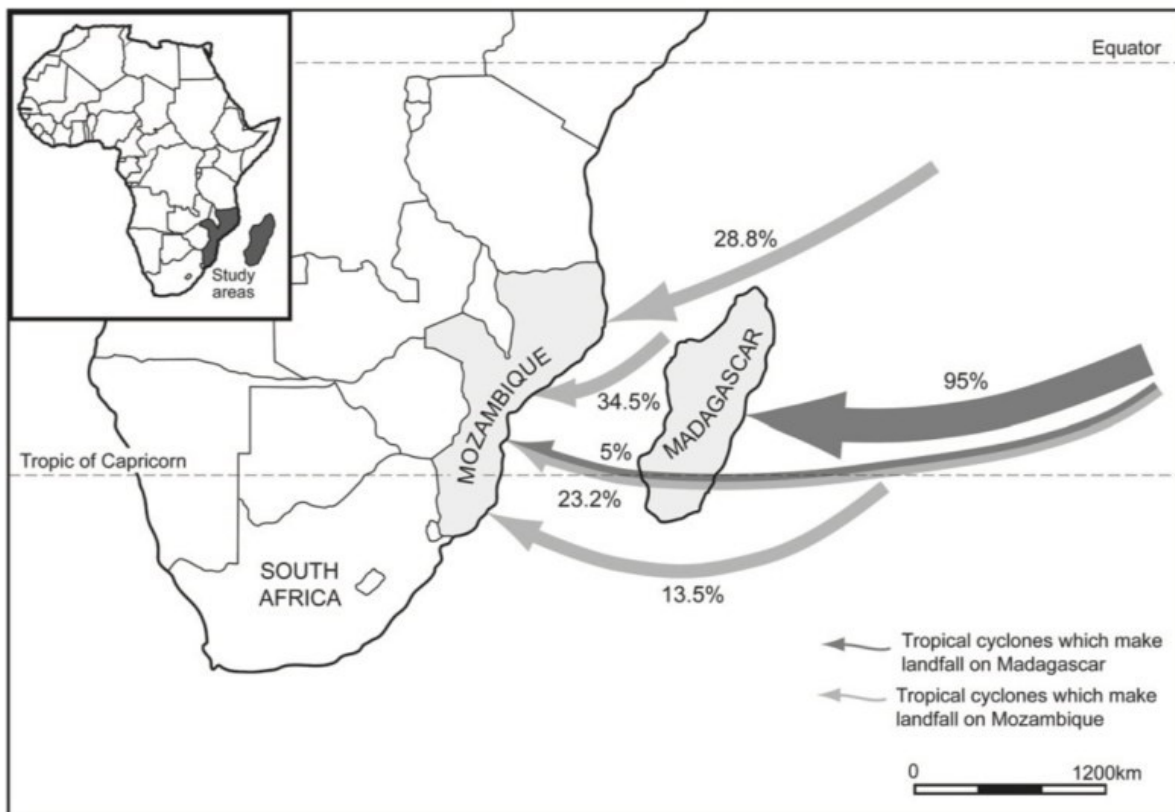 Equator
28.8%
Study
areas
MOZAMBIQUE
MADAGASCAR
95%
34.5%
Tropic of Capricorn
5%
23.2%
SOUTH
AFRICA
13.5%
Tropical cyclones which make
landfall on Madagascar
Tropical cyclones which make
landfall on Mozambique
0 1200km